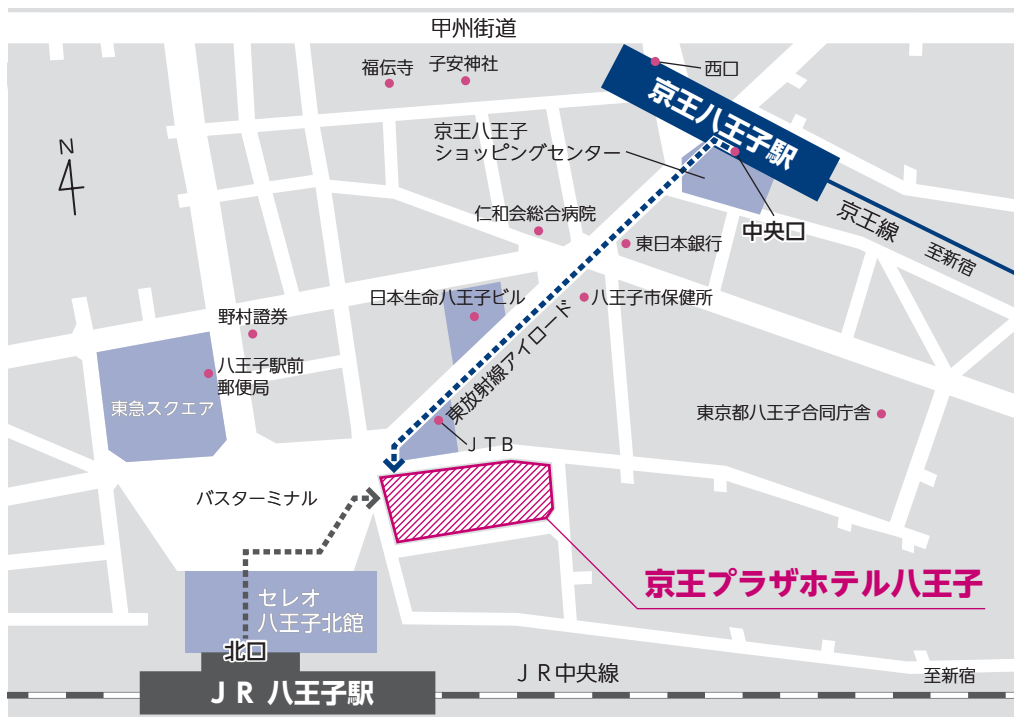 甲州街道
福伝寺
子安神社
西口
京王八王子駅
N
京王八王子
ショッピングセンター
仁和会総合病院
東日本銀行
中央口
京王線
至新宿
日本生命八王子ビル
八王子市保健所
野村證券
八王子駅前
郵便局
東放射線アイロード
東急スクエア
東京都八王子合同庁舎
ＪＴＢ
バスターミナル
京王プラザホテル八王子
セレオ
八王子北館
北口
ＪＲ 八王子駅
ＪＲ中央線
至新宿